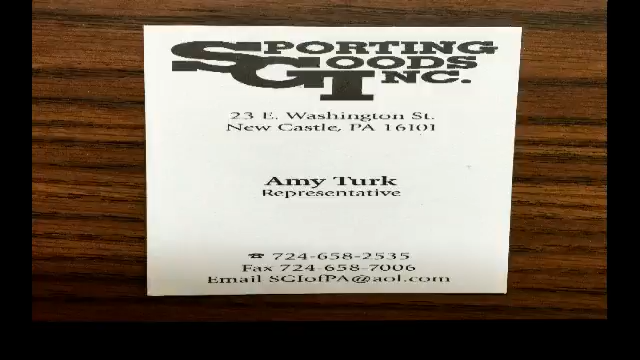 SPORTING
GOODS
INC.
23 E. Washington St.
New Castle, PA 16101
Amy Turk
Representative
☎ 724-658-2535
Fax 724-658-7006
Email SGIofPA@aol.com